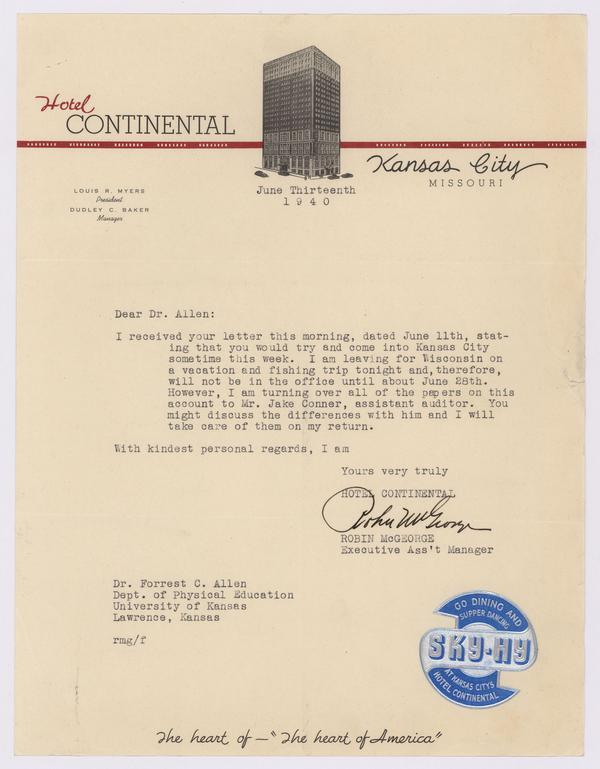 Hotel
CONTINENTAL
Kansas City
MISSOURI
LOUIS R. MYERS
President
DUDLEY C. BAKER
Manager
June Thirteenth
1940
Dear Dr. Allen:
I received your letter this morning, dated June 11th, stat-
ing that you would try and come into Kansas City
sometime this week. I am leaving for Wisconsin on
a vacation and fishing trip tonight and, therefore,
will not be in the office until about June 28th.
However, I am turning over all of the papers on this
account to Mr. Jake Conner, assistant auditor. You
might discuss the differences with him and I will
take care of them on my return.
With kindest personal regards, I am
Yours very truly
HOTEL CONTINENTAL
Robin McGeorge
ROBIN McGEORGE
Executive Ass't Manager
Dr. Forrest C. Allen
Dept. of Physical Education
University of Kansas
Lawrence, Kansas
rmg/f
GO DINING AND
SUPPER DANCING
SKY-HY
AT KANSAS CITY'S
HOTEL CONTINENTAL
The heart of — "The heart of America"